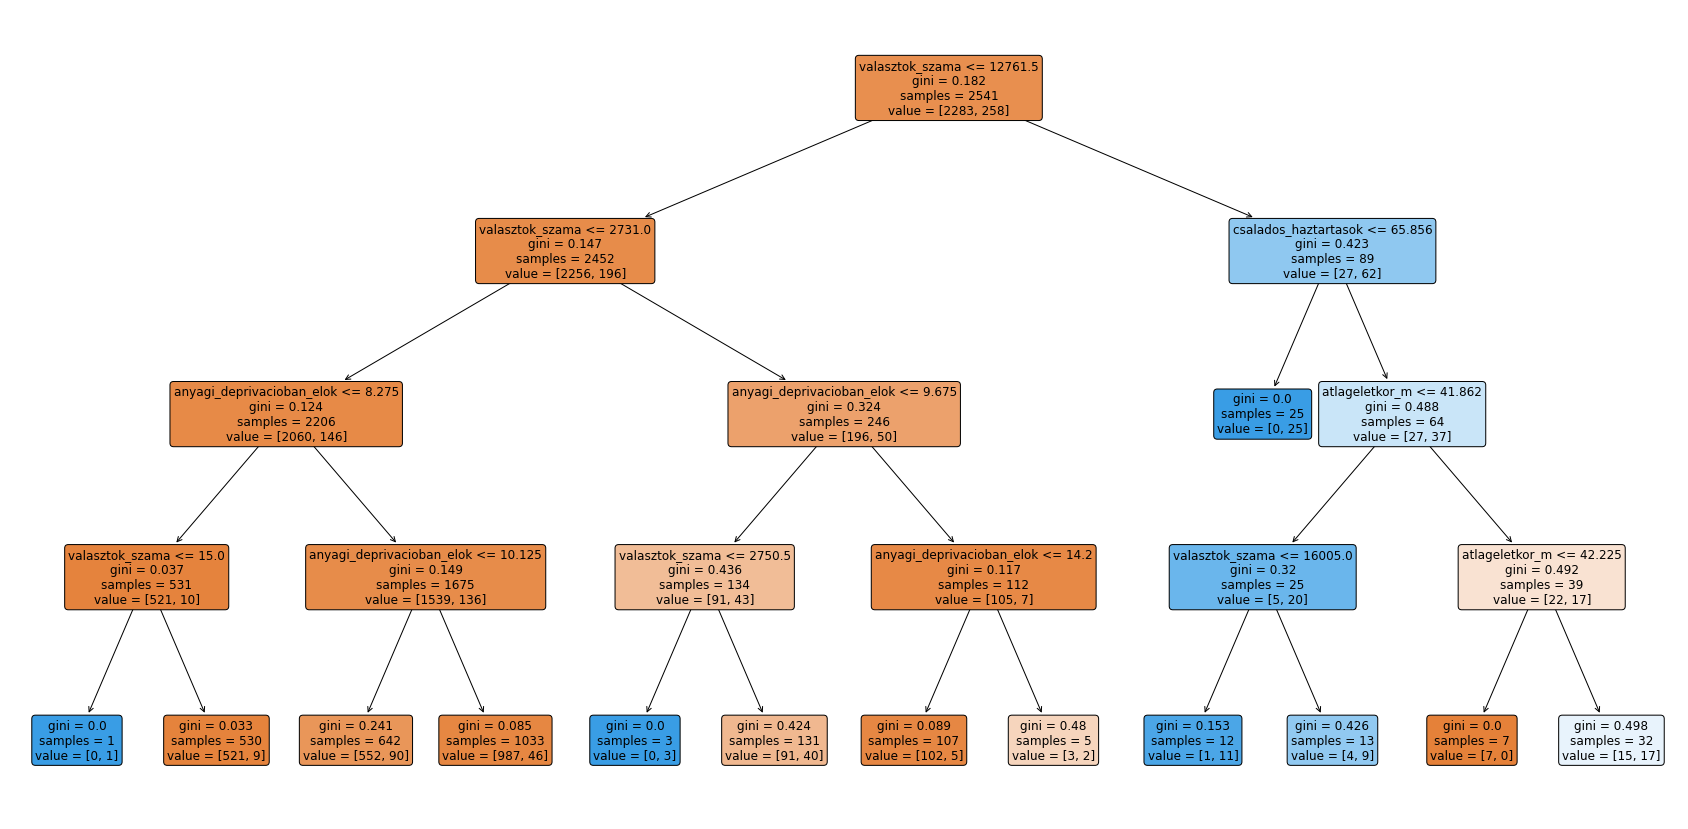 valasztok_szama <= 12761.5
gini = 0.182
samples = 2541
value = [2283, 258]
valasztok_szama <= 2731.0
gini = 0.147
samples = 2452
value = [2256, 196]
csalados_haztartasok <= 65.856
gini = 0.423
samples = 89
value = [27, 62]
anyagi_deprivacioban_elok <= 8.275
gini = 0.124
samples = 2206
value = [2060, 146]
anyagi_deprivacioban_elok <= 9.675
gini = 0.324
samples = 246
value = [196, 50]
gini = 0.0
samples = 25
value = [0, 25]
atlageletkor_m <= 41.862
gini = 0.488
samples = 64
value = [27, 37]
valasztok_szama <= 15.0
gini = 0.037
samples = 531
value = [521, 10]
anyagi_deprivacioban_elok <= 10.125
gini = 0.149
samples = 1675
value = [1539, 136]
valasztok_szama <= 2750.5
gini = 0.436
samples = 134
value = [91, 43]
anyagi_deprivacioban_elok <= 14.2
gini = 0.117
samples = 112
value = [105, 7]
valasztok_szama <= 16005.0
gini = 0.32
samples = 25
value = [5, 20]
atlageletkor_m <= 42.225
gini = 0.492
samples = 39
value = [22, 17]
gini = 0.0
samples = 1
value = [0, 1]
gini = 0.033
samples = 530
value = [521, 9]
gini = 0.241
samples = 642
value = [552, 90]
gini = 0.085
samples = 1033
value = [987, 46]
gini = 0.0
samples = 3
value = [0, 3]
gini = 0.424
samples = 131
value = [91, 40]
gini = 0.089
samples = 107
value = [102, 5]
gini = 0.48
samples = 5
value = [3, 2]
gini = 0.153
samples = 12
value = [1, 11]
gini = 0.426
samples = 13
value = [4, 9]
gini = 0.0
samples = 7
value = [7, 0]
gini = 0.498
samples = 32
value = [15, 17]